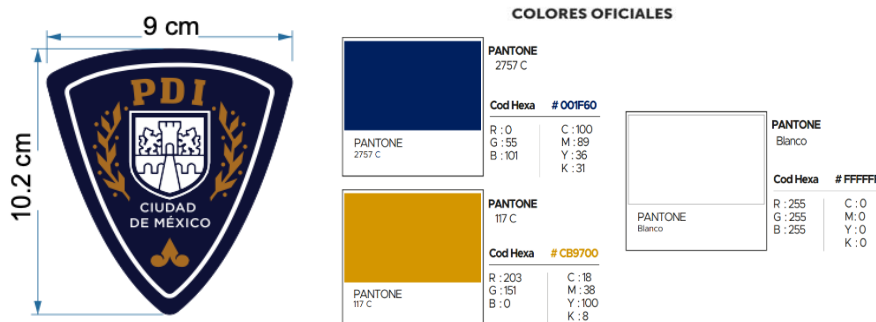 9 cm
10.2 cm
PDI
CIUDAD
DE MÉXICO
COLORES OFICIALES
PANTONE
2757 C
PANTONE
2757 C
Cod Hexa # 001F60
R : 0 C : 100
G : 55 M : 89
B : 101 Y : 36
K : 31
PANTONE
117 C
PANTONE
117 C
Cod Hexa # CB9700
R : 203 C : 18
G : 151 M : 38
B : 0 Y : 100
K : 8
PANTONE
Blanco
PANTONE
Blanco
Cod Hexa # FFFFFF
R : 255 C : 0
G : 255 M : 0
B : 255 Y : 0
K : 0